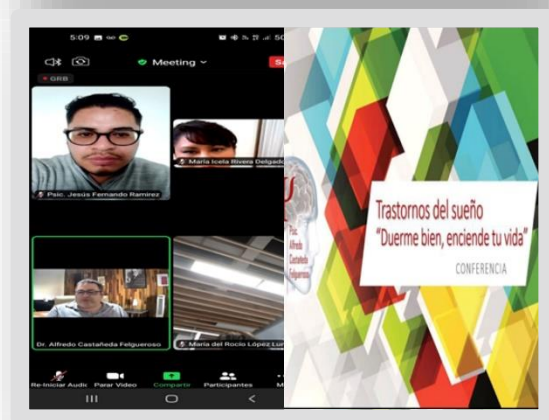 5:09
Meeting
GRB
Psic. Jesús Fernando Ramirez
María Icela Rivera Delgado
Dr. Alfredo Castañeda Felgueroso
María del Rocío López
Re-Iniciar Audio
Parar Video
Compartir
Participantes
Psic.
Alfredo
Castañeda
Felgueroso
Trastornos del sueño
"Duerme bien, enciende tu vida"
CONFERENCIA